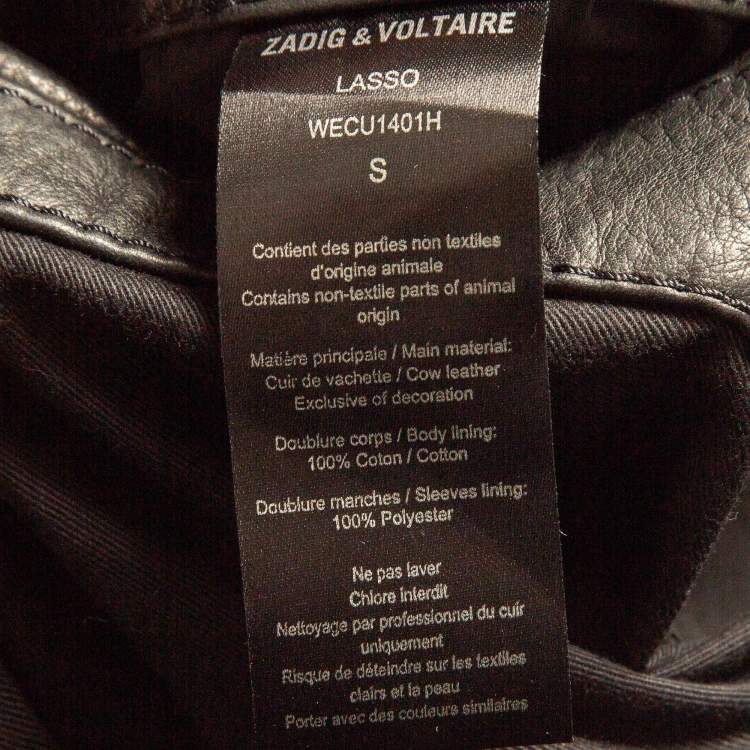 ZADIG & VOLTAIRE
LASSO
WECU1401H
S
Contient des parties non textiles
d'origine animale
Contains non-textile parts of animal
origin
Matière principale / Main material:
Cuir de vachette / Cow leather
Exclusive of decoration
Doublure corps / Body lining:
100% Coton / Cotton
Doublure manches / Sleeves lining:
100% Polyester
Ne pas laver
Chlore interdit
Nettoyage par professionnel du cuir
uniquement
Risque de déteindre sur les textiles
clairs et la peau
Porter avec des couleurs similaires